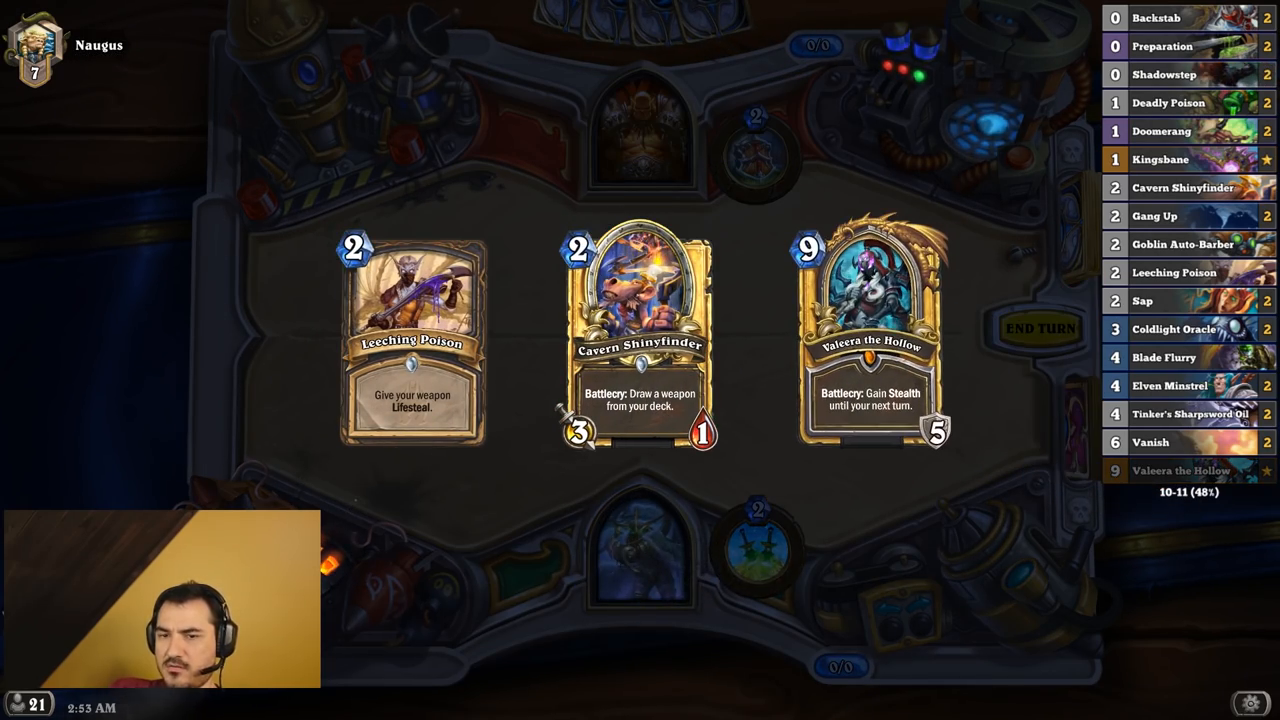 Naugus
7
0/0
2
2
Leeching Poison
Give your weapon
Lifesteal.
2
Cavern Shinyfinder
Battlecry: Draw a weapon
from your deck.
3
1
9
Valeera the Hollow
Battlecry: Gain Stealth
until your next turn.
5
END TURN
2
0/0
0 Backstab 2
0 Preparation 2
0 Shadowstep 2
1 Deadly Poison 2
1 Doomerang 2
1 Kingsbane
2 Cavern Shinyfinder
2 Gang Up 2
2 Goblin Auto-Barber 2
2 Leeching Poison 2
2 Sap 2
3 Coldlight Oracle 2
4 Blade Flurry 2
4 Elven Minstrel 2
4 Tinker's Sharpsword Oil 2
6 Vanish 2
9 Valeera the Hollow
10-11 (48%)
21
2:53 AM